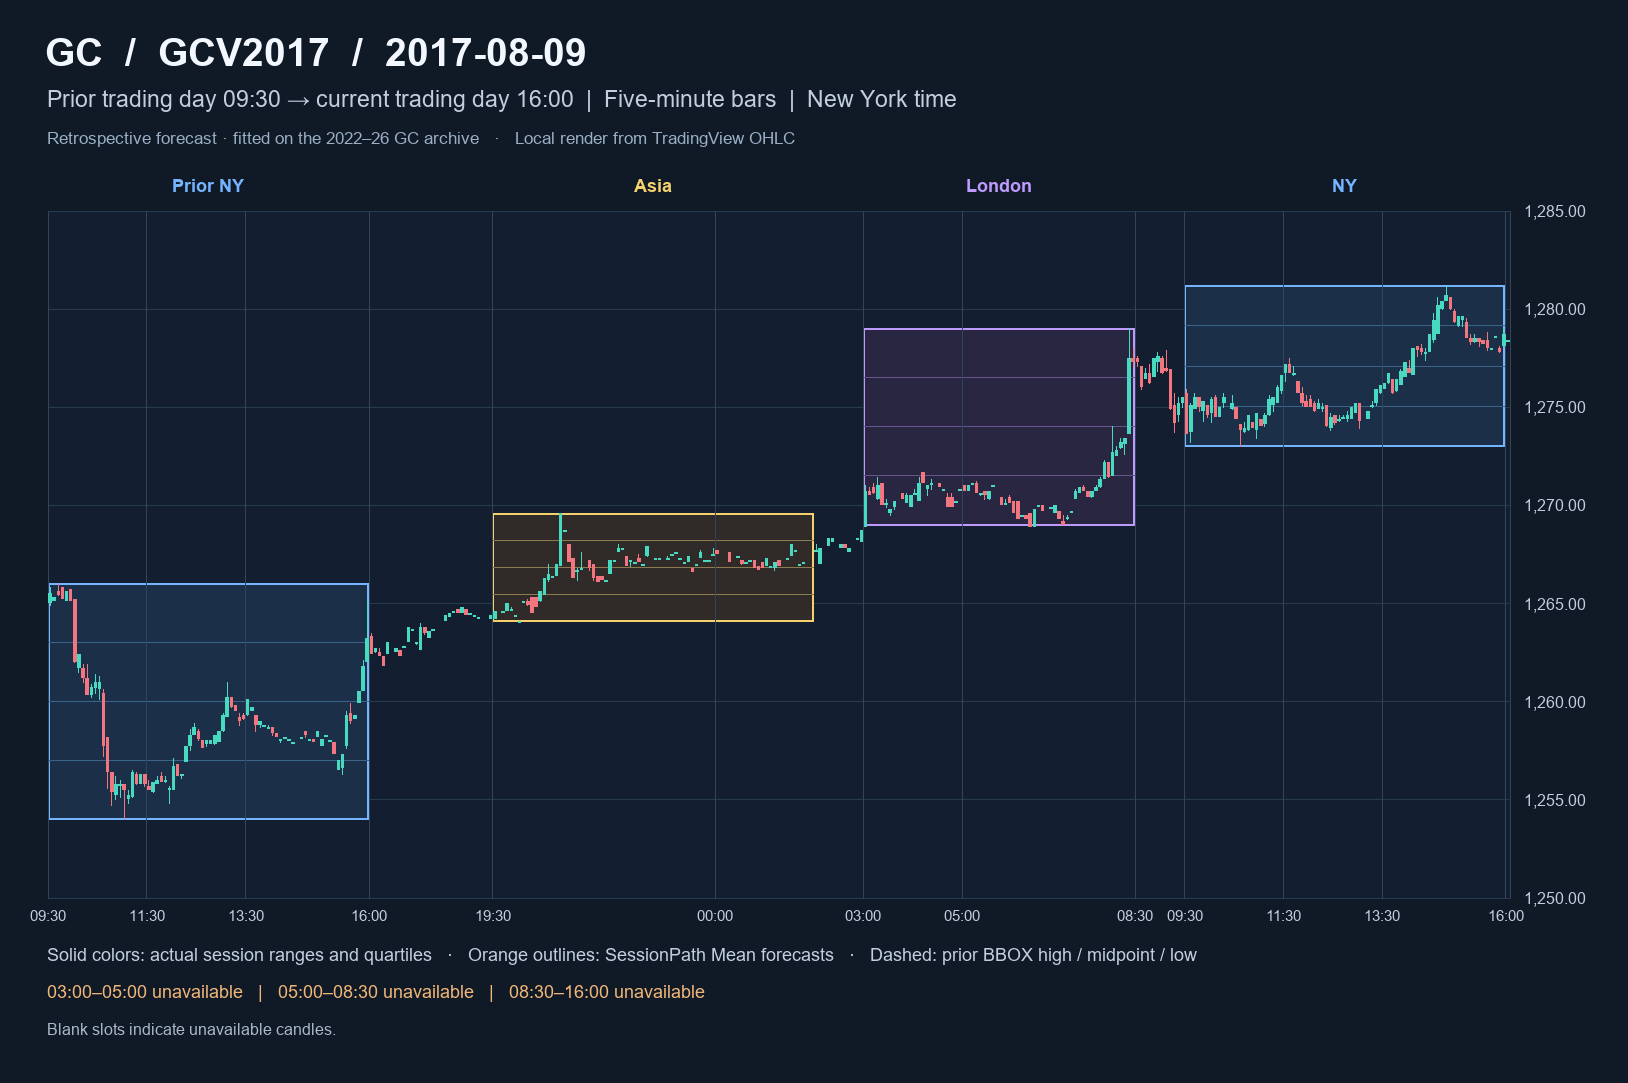 GC / GCV2017 / 2017-08-09
Prior trading day 09:30 → current trading day 16:00 | Five-minute bars | New York time
Retrospective forecast · fitted on the 2022–26 GC archive · Local render from TradingView OHLC
Prior NY Asia London NY
1,285.00
1,280.00
1,275.00
1,270.00
1,265.00
1,260.00
1,255.00
1,250.00
09:30 11:30 13:30 16:00 19:30 00:00 03:00 05:00 08:30 09:30 11:30 13:30 16:00
Solid colors: actual session ranges and quartiles · Orange outlines: SessionPath Mean forecasts · Dashed: prior BBOX high / midpoint / low
03:00–05:00 unavailable | 05:00–08:30 unavailable | 08:30–16:00 unavailable
Blank slots indicate unavailable candles.